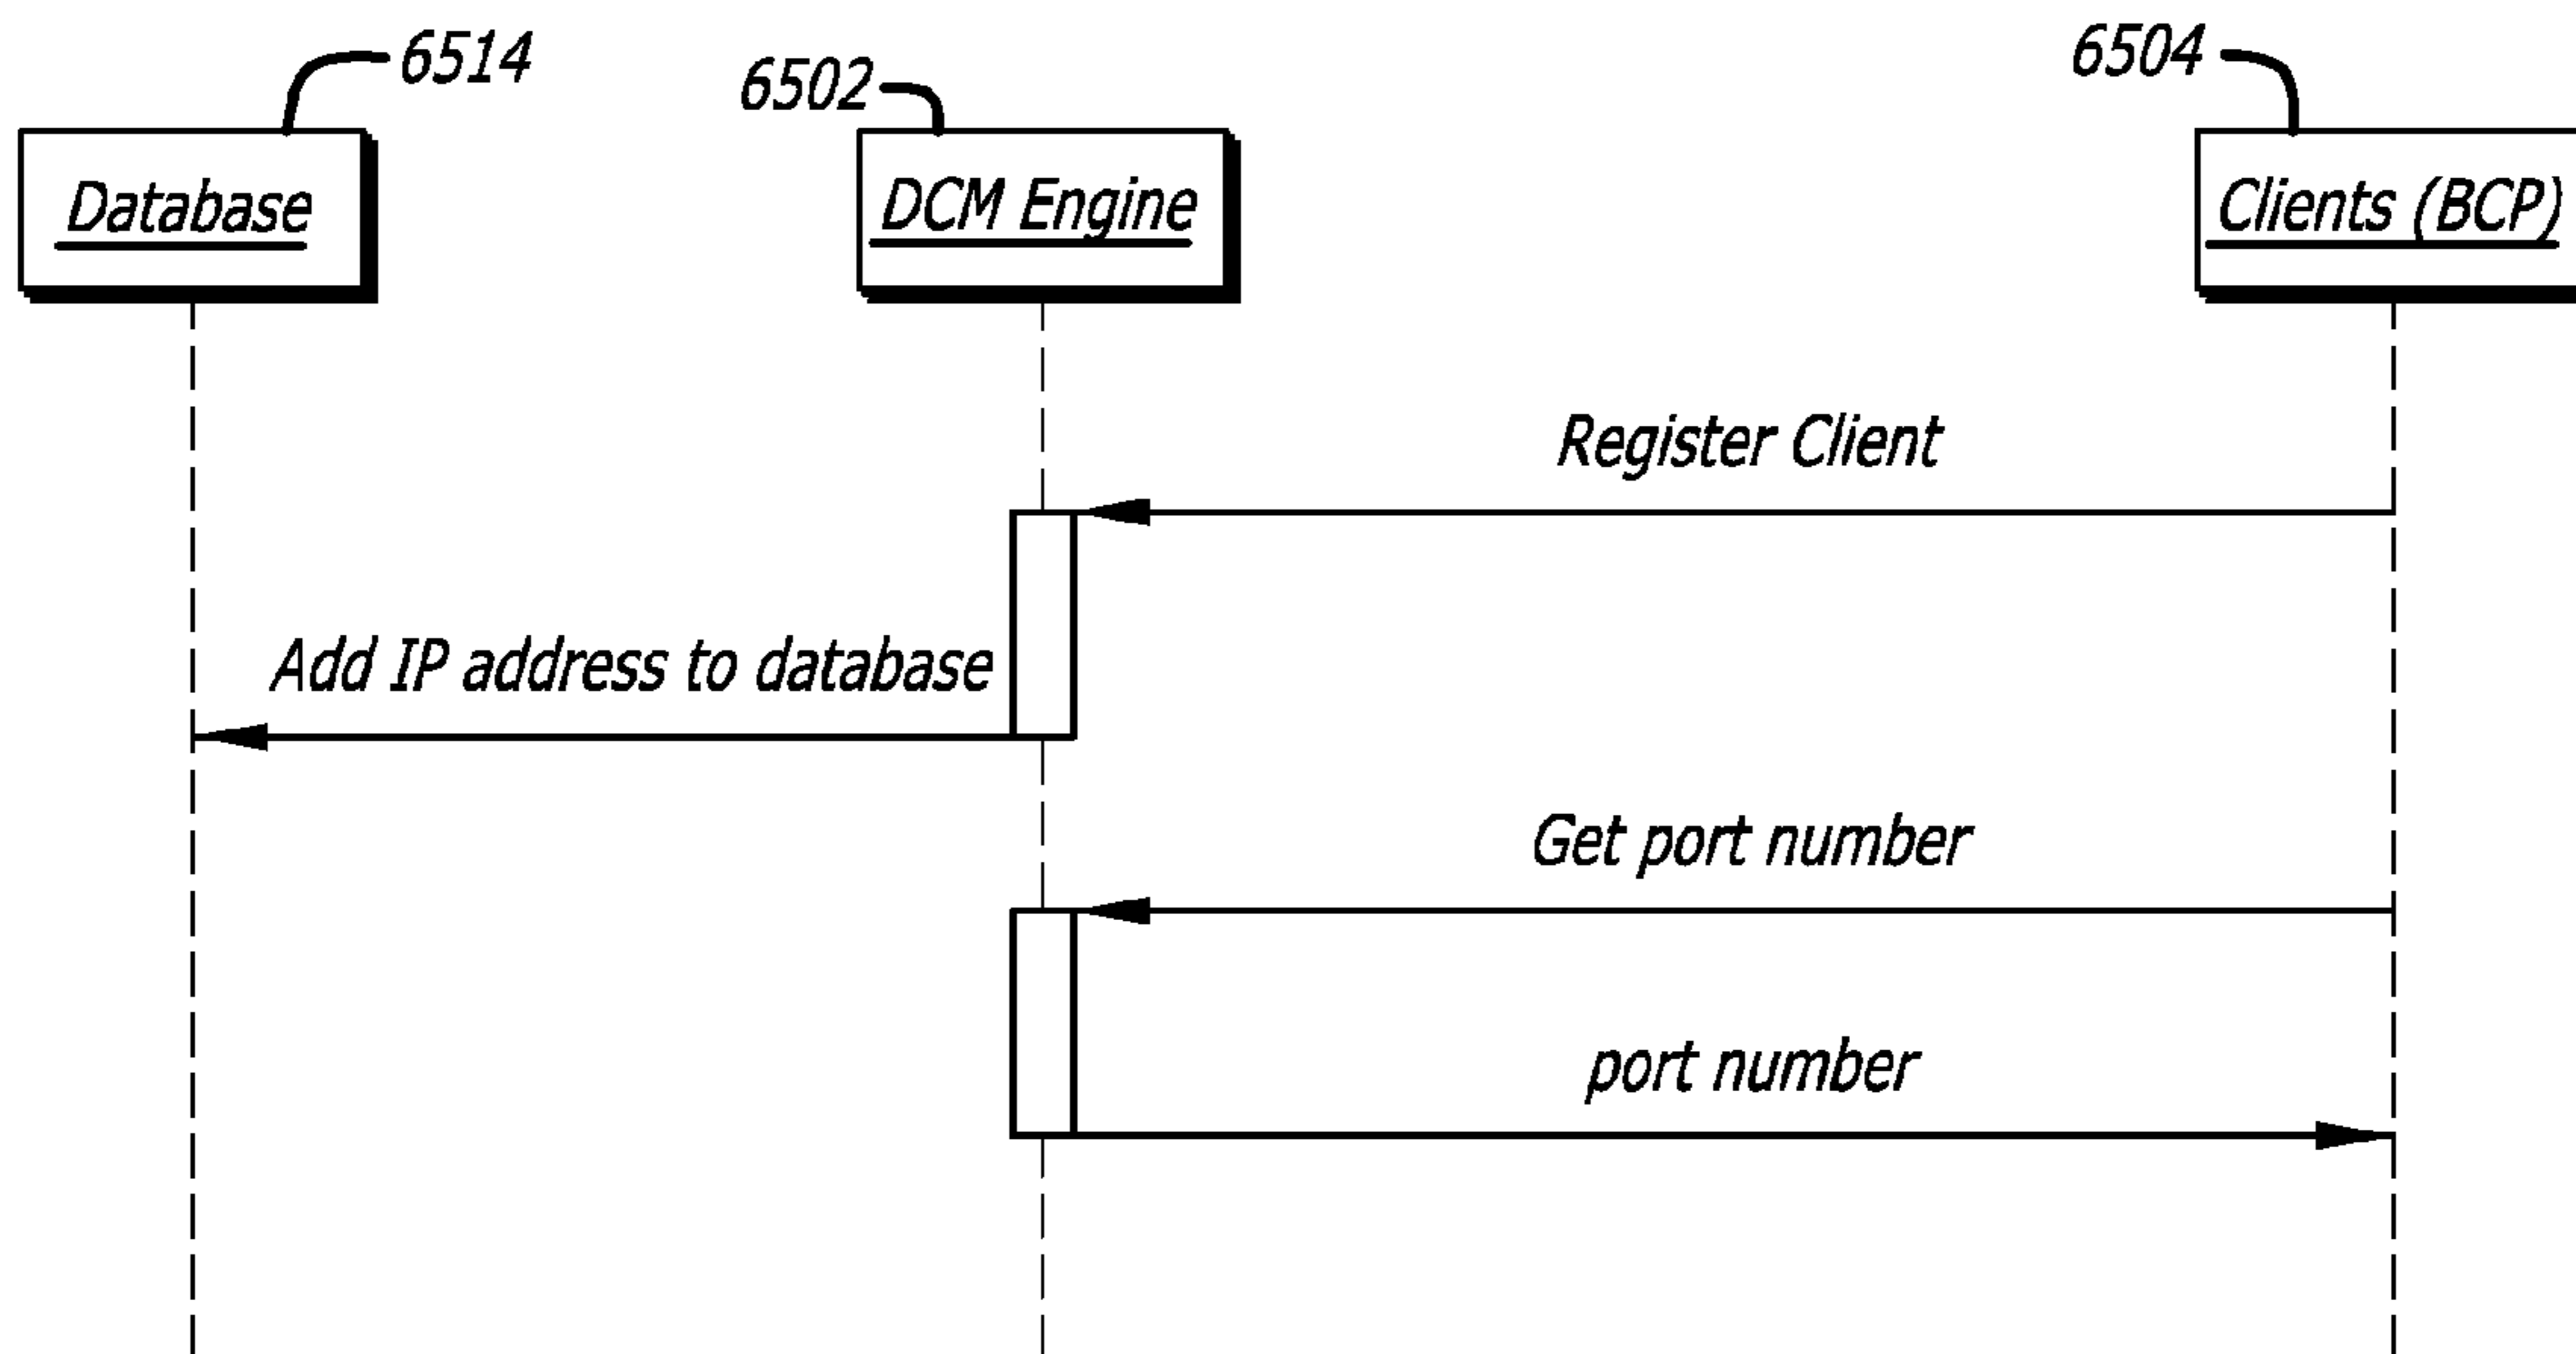 6514
6502
6504
Database
DCM Engine
Clients (BCP)
Register Client
Add IP address to database
Get port number
port number